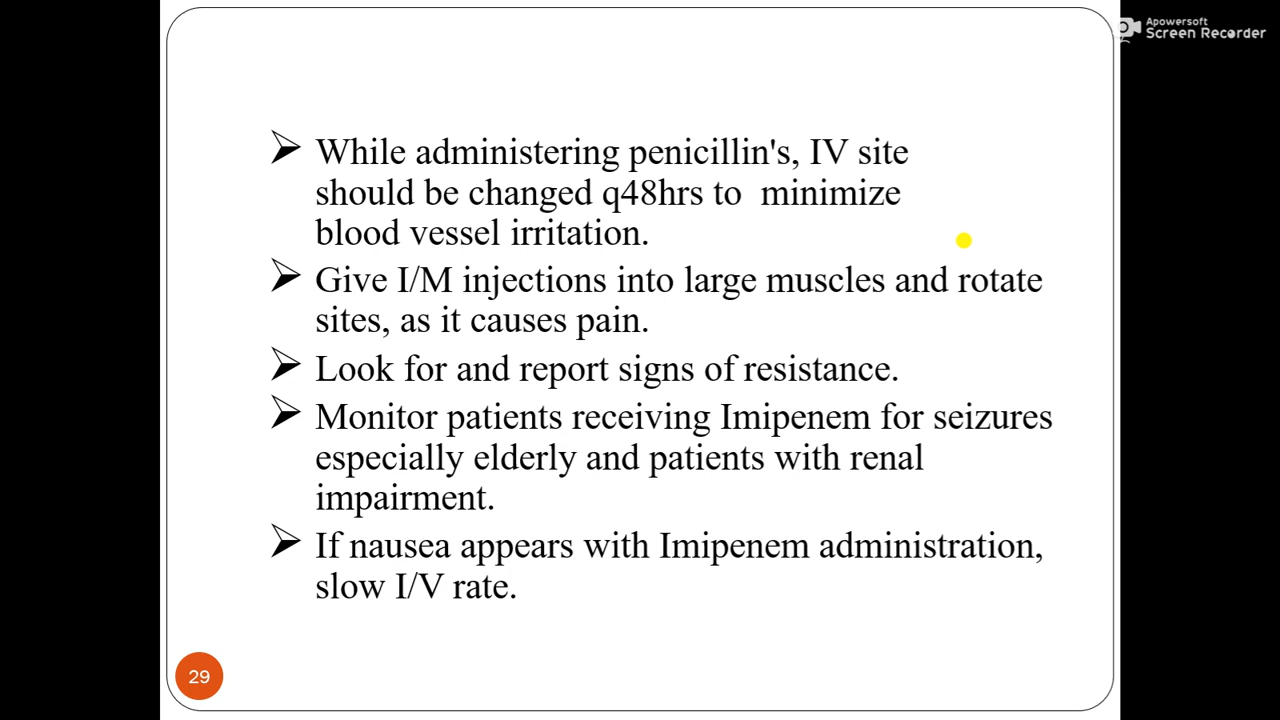 Apowersoft
Screen Recorder
While administering penicillin's, IV site
should be changed q48hrs to  minimize
blood vessel irritation.
Give I/M injections into large muscles and rotate
sites, as it causes pain.
Look for and report signs of resistance.
Monitor patients receiving Imipenem for seizures
especially elderly and patients with renal
impairment.
If nausea appears with Imipenem administration,
slow I/V rate.
29